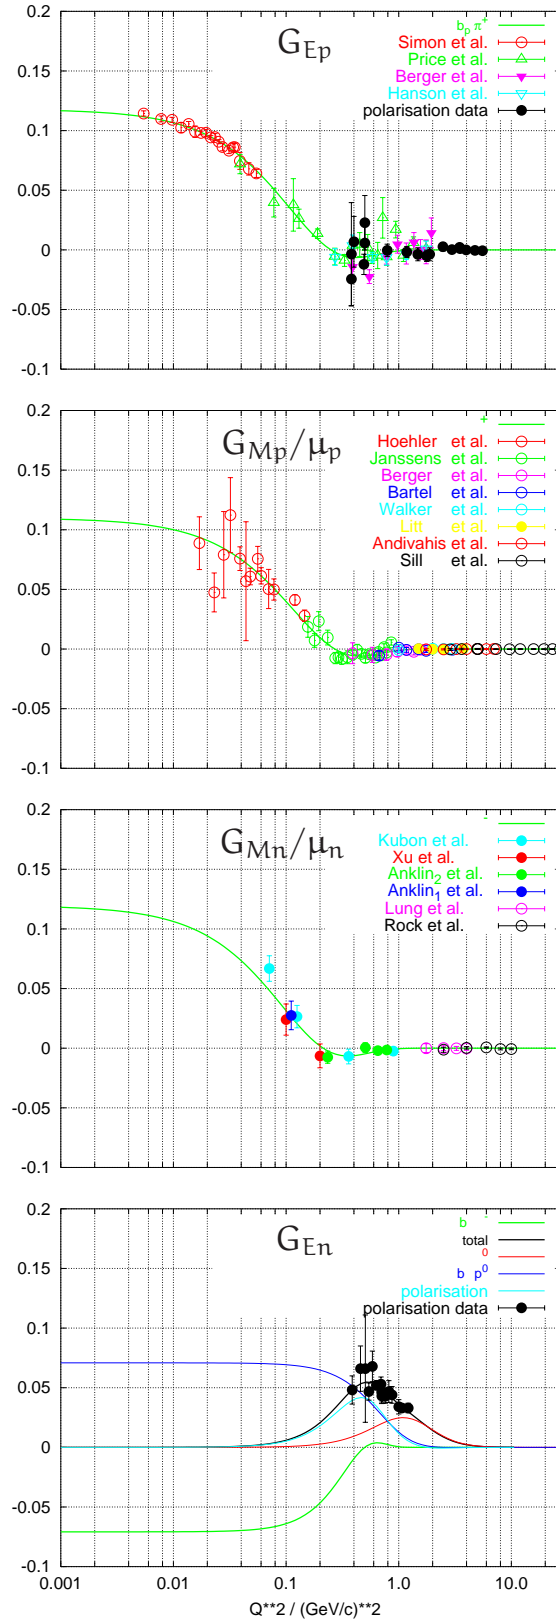 0.2
b_p π⁺
G_Ep
Simon et al.
0.15
Price et al.
Berger et al.
Hanson et al.
polarisation data
0.1
0.05
0
-0.05
-0.1
0.2
+
G_Mp/μ_p
Hoehler et al.
0.15
Janssens et al.
Berger et al.
Bartel et al.
Walker et al.
Litt et al.
0.1
Andivahis et al.
Sill et al.
0.05
0
-0.05
-0.1
0.2
-
G_Mn/μ_n
Kubon et al.
0.15
Xu et al.
Anklin₂ et al.
Anklin₁ et al.
Lung et al.
Rock et al.
0.1
0.05
0
-0.05
-0.1
0.2
b -
G_En
total
0
0.15
b p⁰
polarisation
polarisation data
0.1
0.05
0
-0.05
-0.1
0.001 0.01 0.1 1.0 10.0
Q**2 / (GeV/c)**2